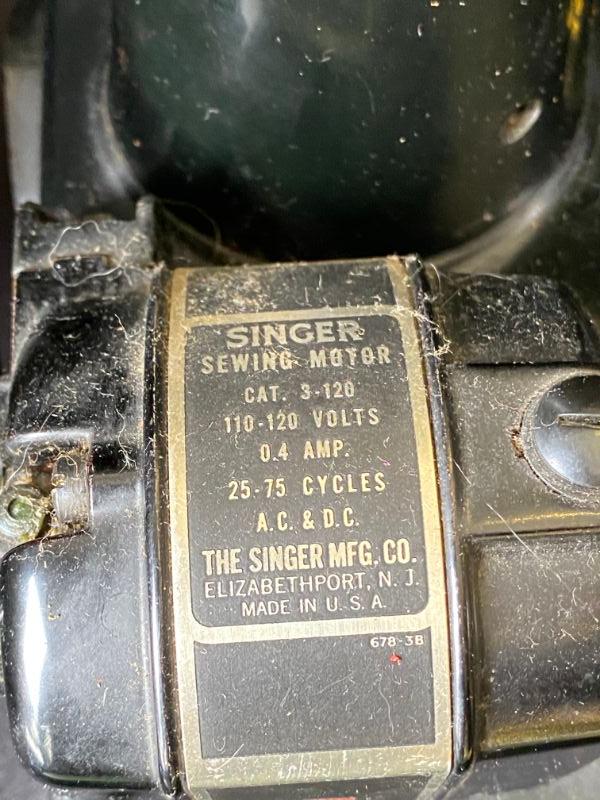 SINGER
SEWING MOTOR
CAT. 3-120
110-120 VOLTS
0.4 AMP.
25-75 CYCLES
A.C. & D.C.
THE SINGER MFG. CO.
ELIZABETHPORT, N. J.
MADE IN U. S. A.
678-3B